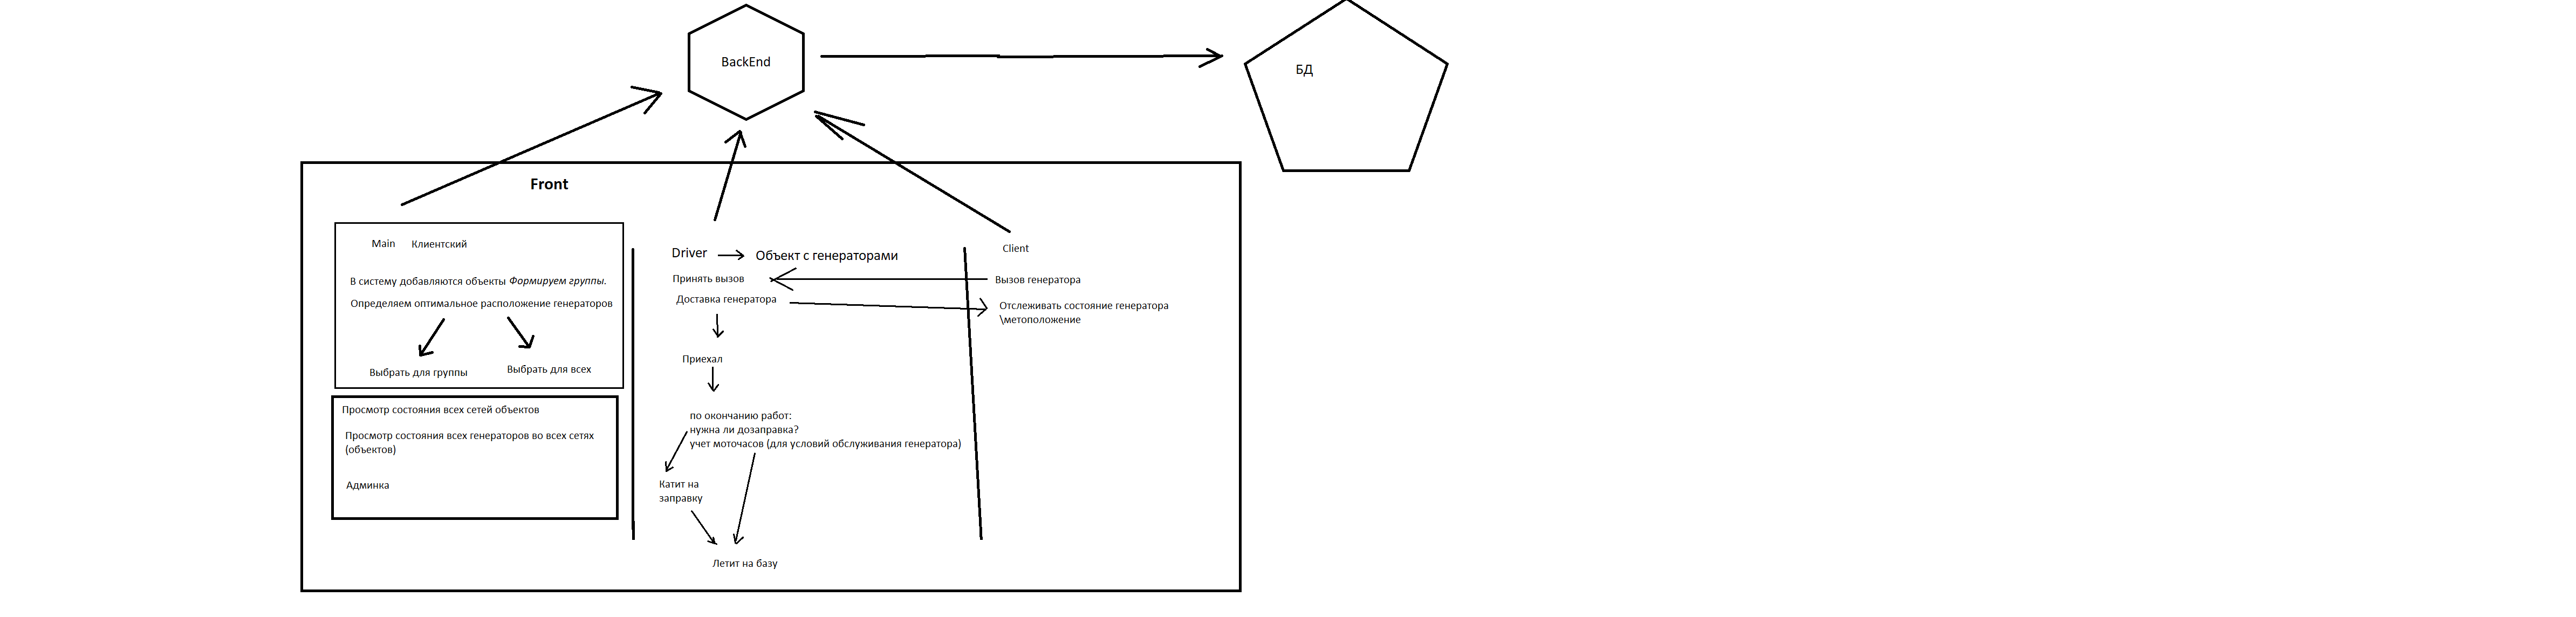 BackEnd
БД
Front
Main Клиентский
В систему добавляются объекты Формируем группы.
Определяем оптимальное расположение генераторов
Выбрать для группы
Выбрать для всех
Просмотр состояния всех сетей объектов
Просмотр состояния всех генераторов во всех сетях
(объектов)
Админка
Driver
Объект с генераторами
Принять вызов
Доставка генератора
Приехал
по окончанию работ:
нужна ли дозаправка?
учет моточасов (для условий обслуживания генератора)
Катит на
заправку
Летит на базу
Client
Вызов генератора
Отслеживать состояние генератора
\метоположение